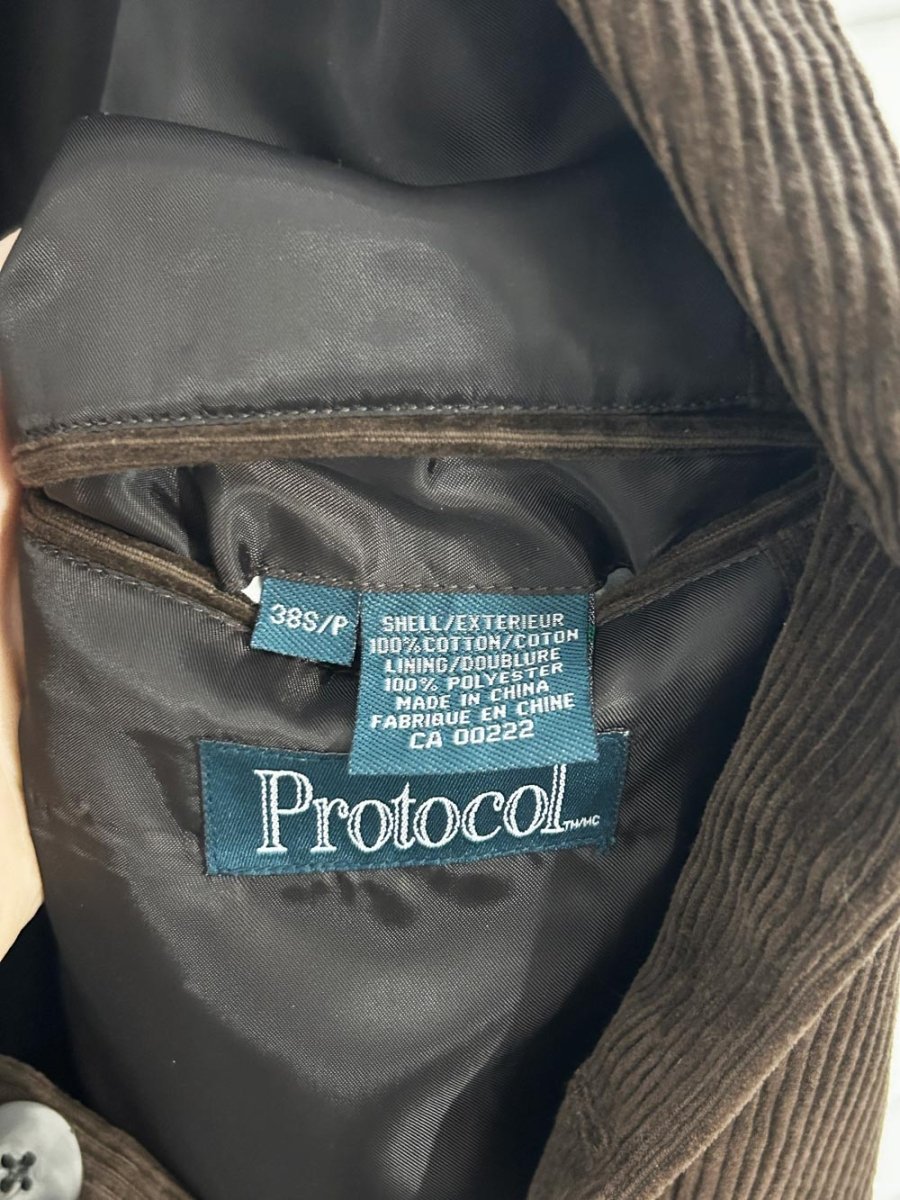 38S/P
SHELL/EXTERIEUR
100%COTTON/COTON
LINING/DOUBLURE
100% POLYESTER
MADE IN CHINA
FABRIQUE EN CHINE
CA 00222
Protocol TM/MC